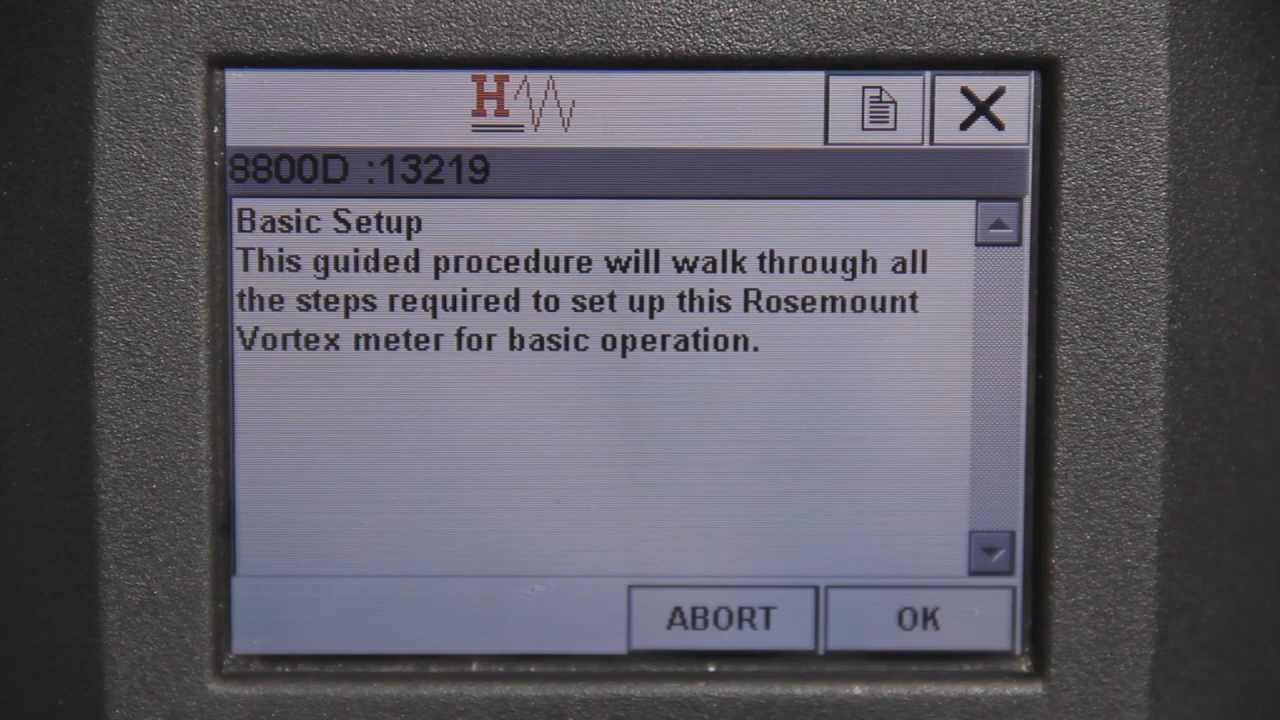 H
8800D :13219
Basic Setup
This guided procedure will walk through all
the steps required to set up this Rosemount
Vortex meter for basic operation.
ABORT
OK